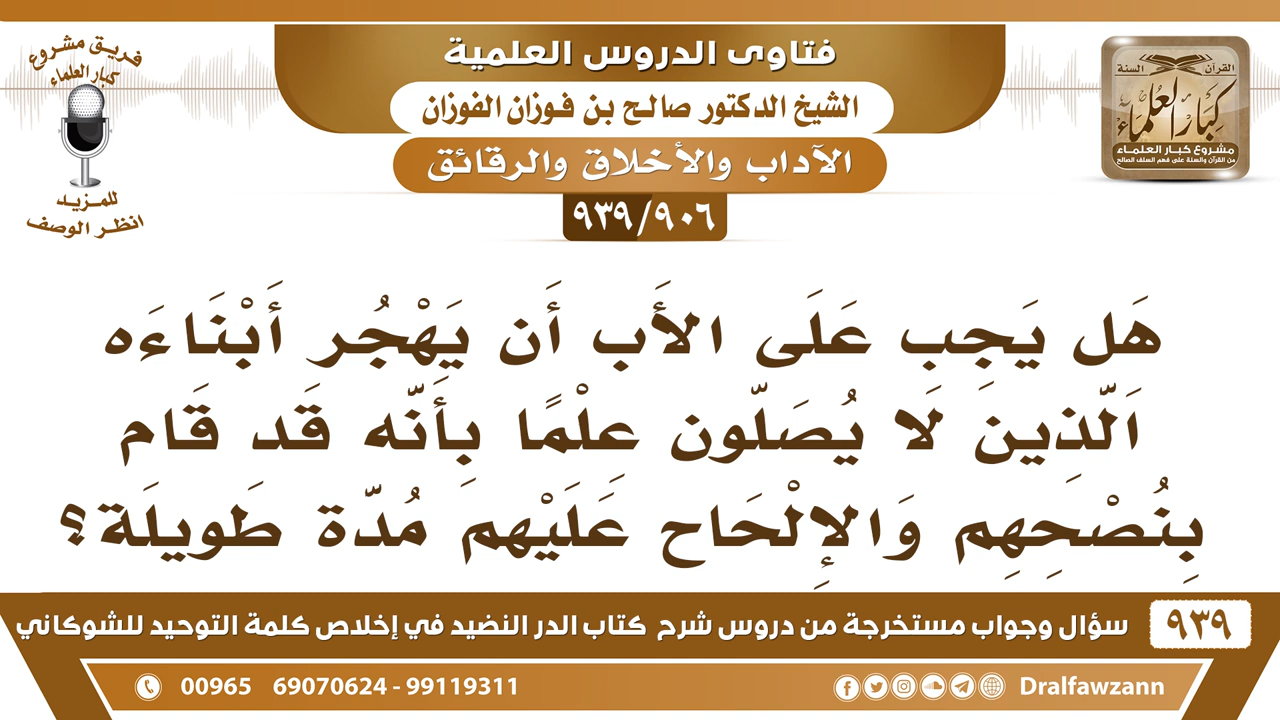 فتاوى الدروس العلمية
الشيخ الدكتور صالح بن فوزان الفوزان
الآداب والأخلاق والرقائق
٩٣٩/٩٠٦
فريق مشروع
كبار العلماء
للمزيد
انظر الوصف
القرآن السنة
كبار العلماء
مشروع كبار العلماء
من القرآن والسنة على فهم السلف الصالح
هَل يَجِب عَلَى الأَب أَن يَهْجُر أَبْنَاءَه
الَّذِين لَا يُصَلّون عِلْمًا بِأَنّه قَد قَام
بِنُصْحِهِم وَالإِلْحَاح عَلَيْهم مُدّة طَويلَة؟
سؤال وجواب مستخرجة من دروس شرح كتاب الدر النضيد في إخلاص كلمة التوحيد للشوكاني
٩٣٩
00965 69070624 - 99119311
Dralfawzann